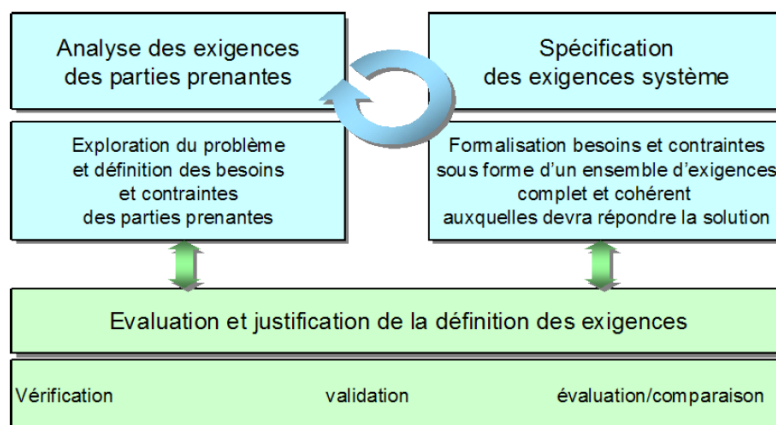 Analyse des exigences
des parties prenantes
Spécification
des exigences système
Exploration du problème
et définition des besoins
et contraintes
des parties prenantes
Formalisation besoins et contraintes
sous forme d'un ensemble d'exigences
complet et cohérent
auxquelles devra répondre la solution
Evaluation et justification de la définition des exigences
Vérification validation évaluation/comparaison